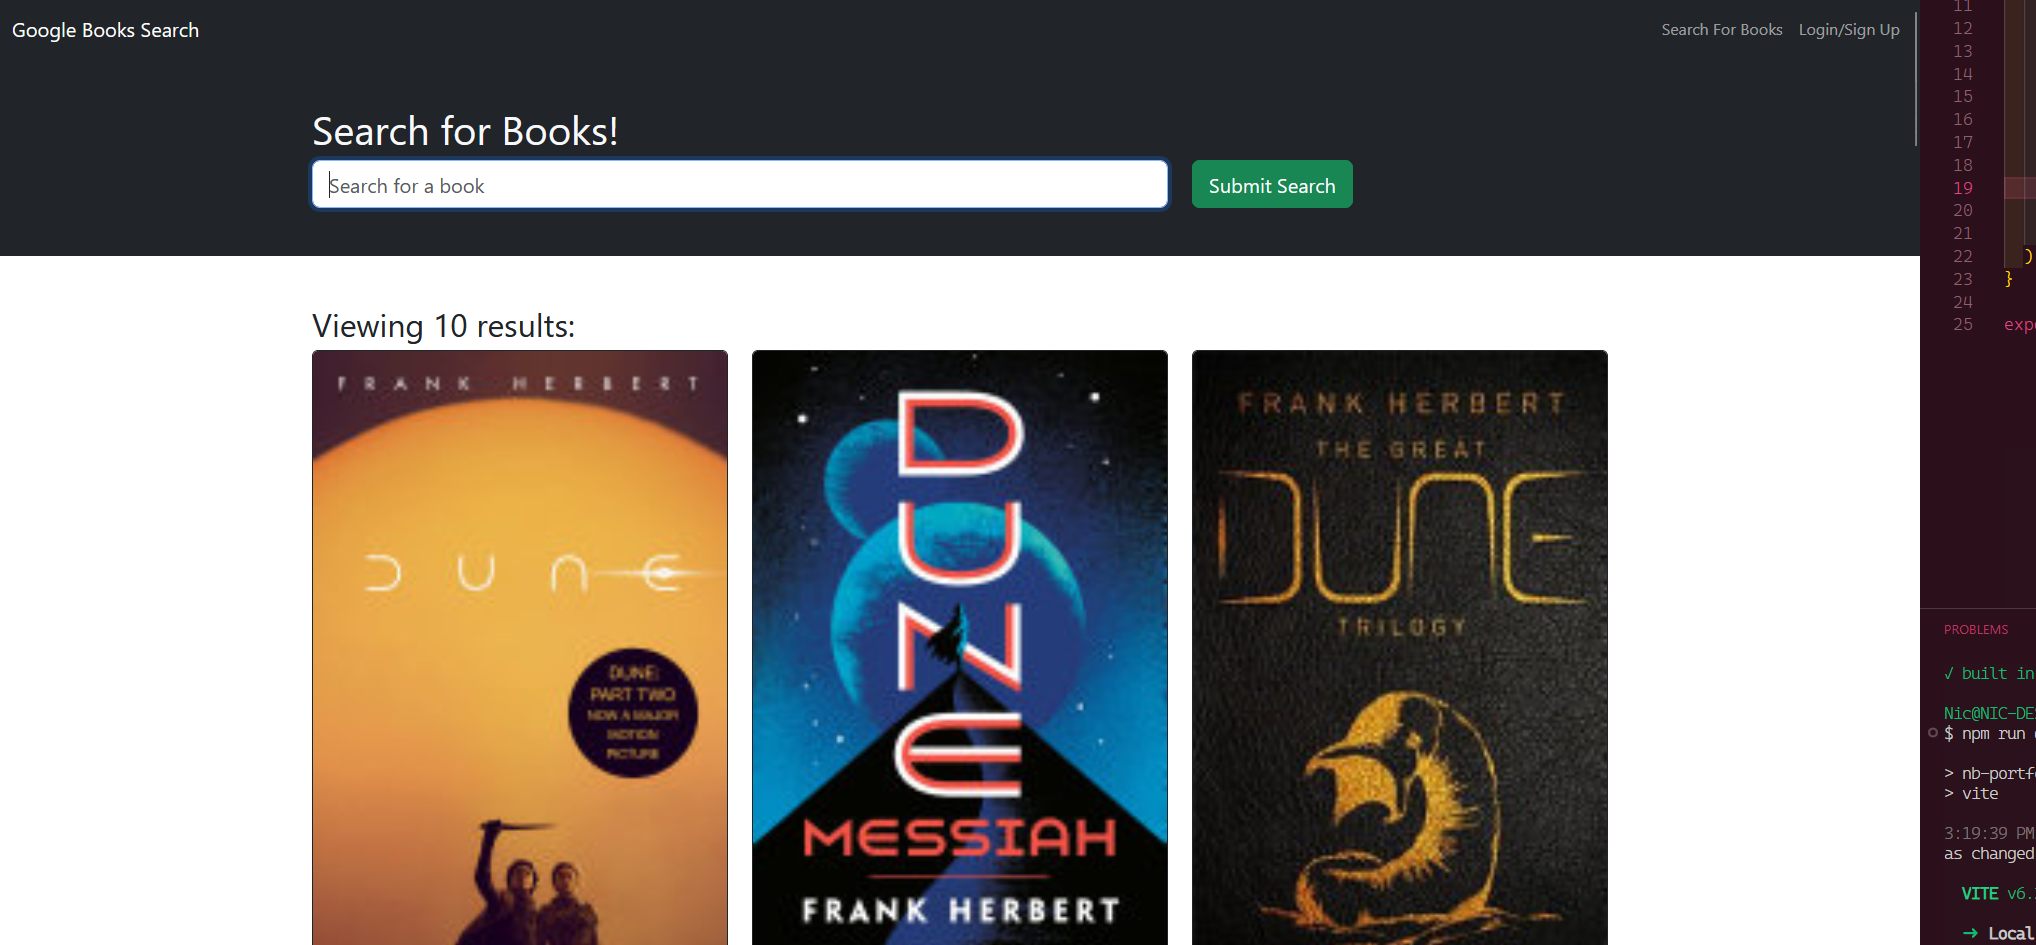 Google Books Search
Search For Books
Login/Sign Up
Search for Books!
Search for a book
Submit Search
Viewing 10 results:
FRANK HERBERT
DUNE
DUNE:
PART TWO
NOW A MAJOR
MOTION
PICTURE
DUNE
MESSIAH
FRANK HERBERT
FRANK HERBERT
THE GREAT
DUNE
TRILOGY
11
12
13
14
15
16
17
18
19
20
21
22 )
23 }
24
25 expo
PROBLEMS
✓ built in
Nic@NIC-DES
$ npm run
> nb-portfo
> vite
3:19:39 PM
as changed
VITE v6.
➜ Local